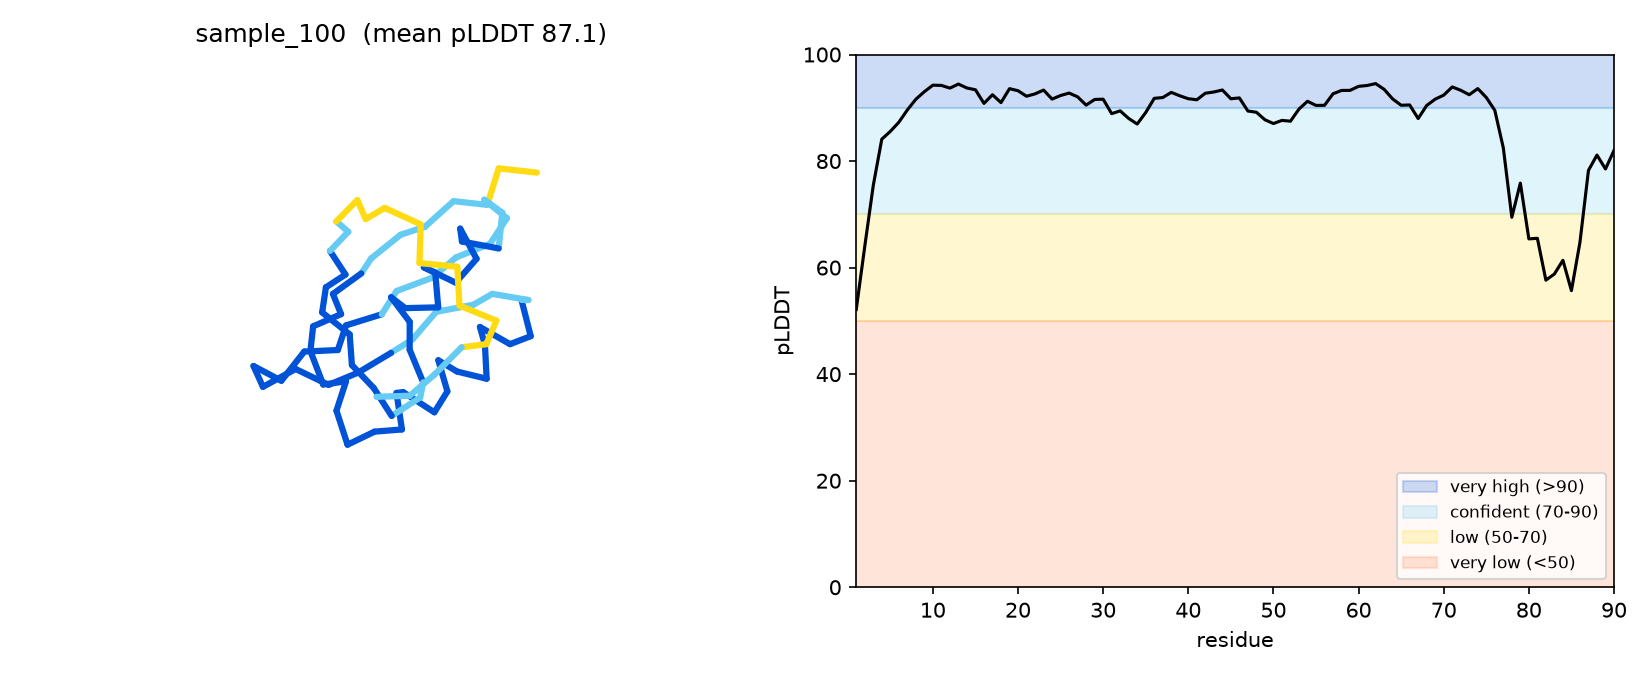 sample_100 (mean pLDDT 87.1)
100
80
60
40
20
0
pLDDT
10 20 30 40 50 60 70 80 90
residue
very high (>90)
confident (70-90)
low (50-70)
very low (<50)